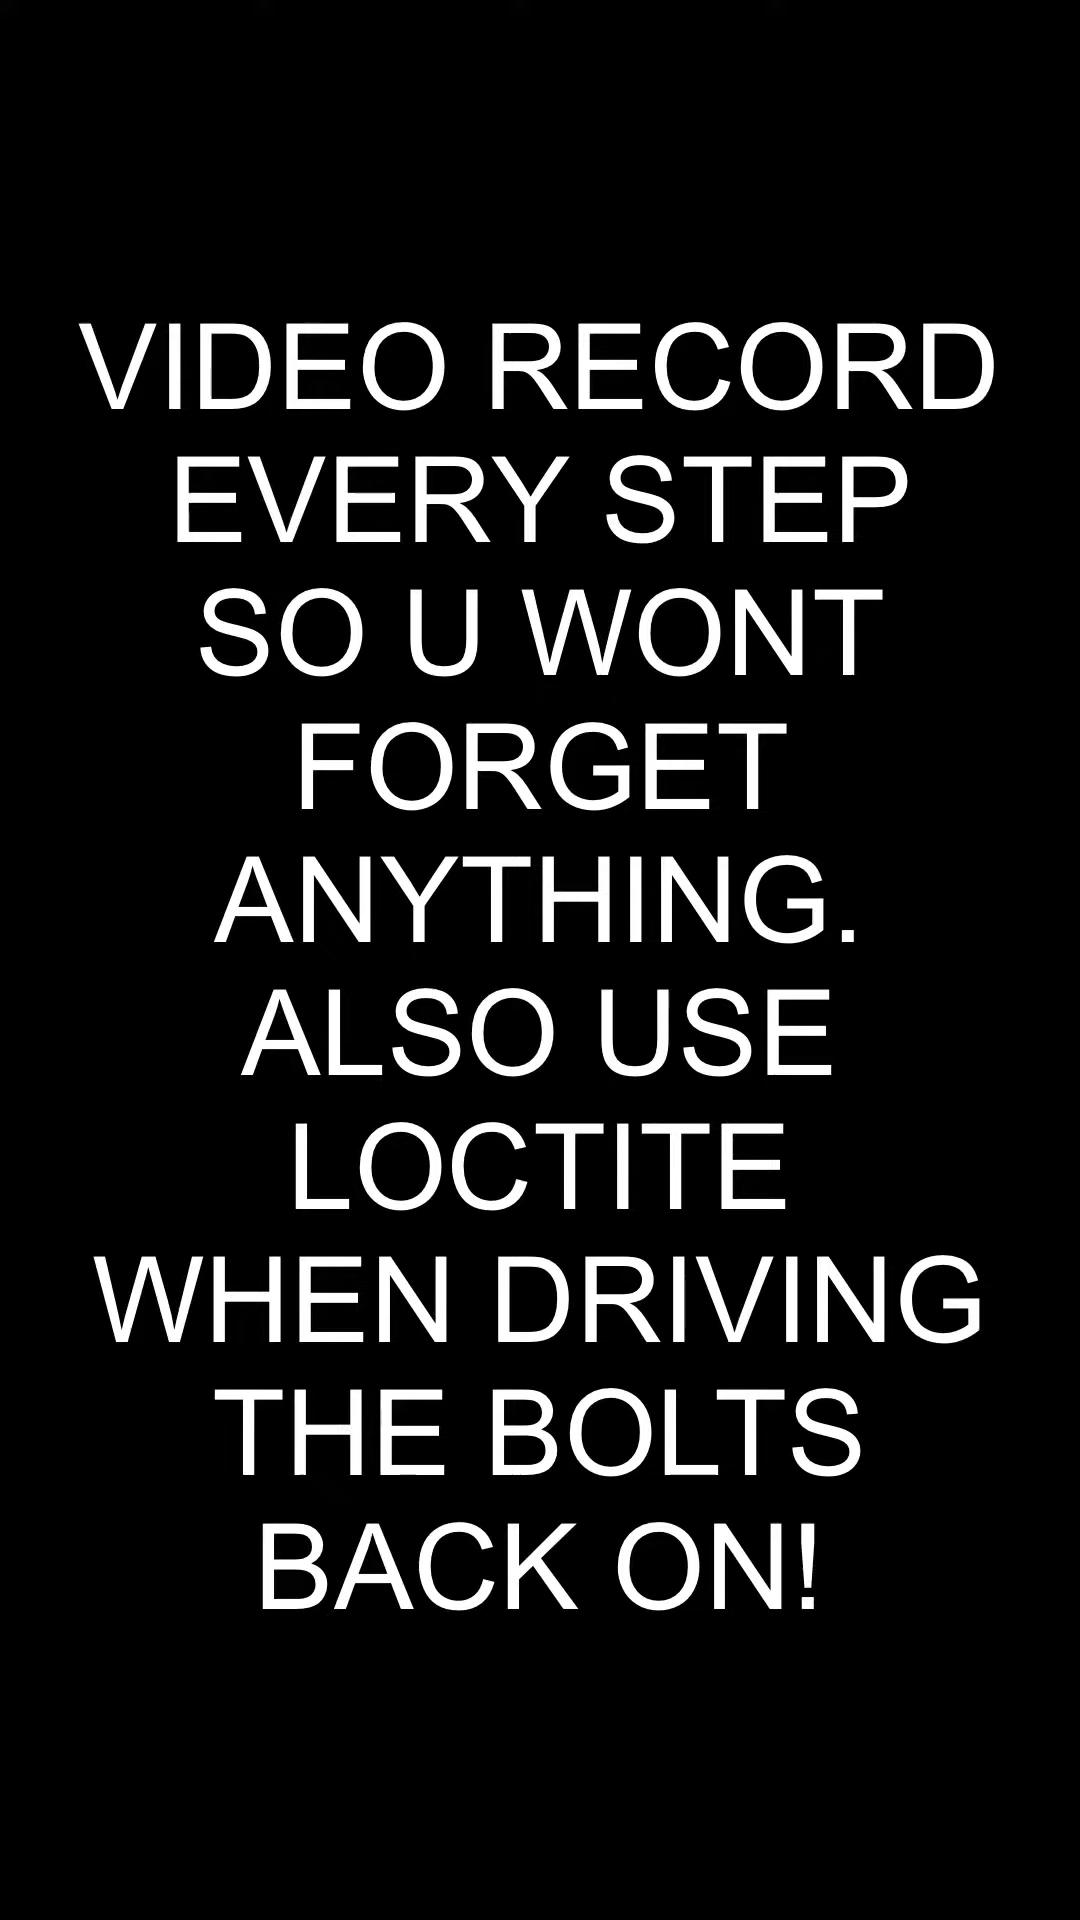 VIDEO RECORD
EVERY STEP
SO U WONT
FORGET
ANYTHING.
ALSO USE
LOCTITE
WHEN DRIVING
THE BOLTS
BACK ON!